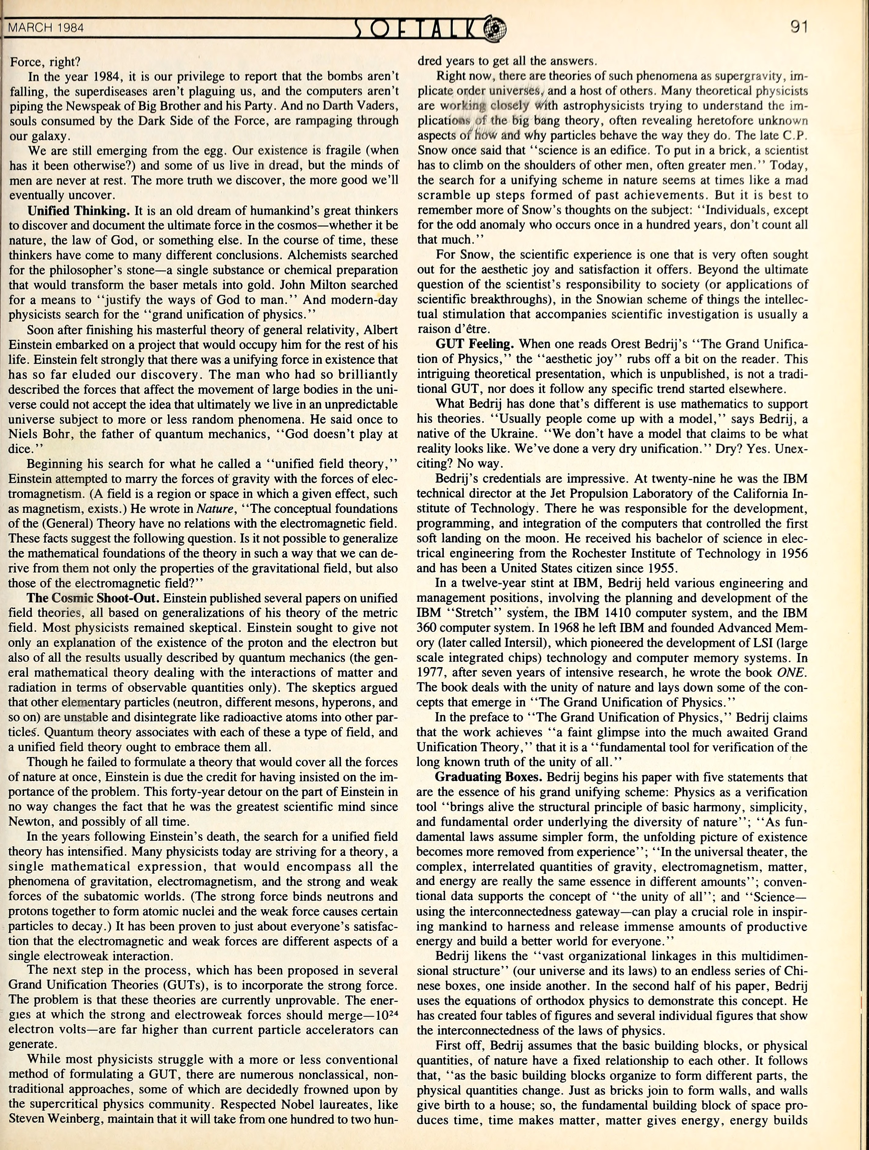 MARCH 1984
SOFTALK
91
Force, right?
In the year 1984, it is our privilege to report that the bombs aren't
falling, the superdiseases aren't plaguing us, and the computers aren't
piping the Newspeak of Big Brother and his Party. And no Darth Vaders,
souls consumed by the Dark Side of the Force, are rampaging through
our galaxy.
We are still emerging from the egg. Our existence is fragile (when
has it been otherwise?) and some of us live in dread, but the minds of
men are never at rest. The more truth we discover, the more good we'll
eventually uncover.
Unified Thinking. It is an old dream of humankind's great thinkers
to discover and document the ultimate force in the cosmos—whether it be
nature, the law of God, or something else. In the course of time, these
thinkers have come to many different conclusions. Alchemists searched
for the philosopher's stone—a single substance or chemical preparation
that would transform the baser metals into gold. John Milton searched
for a means to ‘‘justify the ways of God to man.’’ And modern-day
physicists search for the ‘‘grand unification of physics.’’
Soon after finishing his masterful theory of general relativity, Albert
Einstein embarked on a project that would occupy him for the rest of his
life. Einstein felt strongly that there was a unifying force in existence that
has so far eluded our discovery. The man who had so brilliantly
described the forces that affect the movement of large bodies in the uni-
verse could not accept the idea that ultimately we live in an unpredictable
universe subject to more or less random phenomena. He said once to
Niels Bohr, the father of quantum mechanics, ‘‘God doesn't play at
dice.’’
Beginning his search for what he called a ‘‘unified field theory,’’
Einstein attempted to marry the forces of gravity with the forces of elec-
tromagnetism. (A field is a region or space in which a given effect, such
as magnetism, exists.) He wrote in Nature, ‘‘The conceptual foundations
of the (General) Theory have no relations with the electromagnetic field.
These facts suggest the following question. Is it not possible to generalize
the mathematical foundations of the theory in such a way that we can de-
rive from them not only the properties of the gravitational field, but also
those of the electromagnetic field?’’
The Cosmic Shoot-Out. Einstein published several papers on unified
field theories, all based on generalizations of his theory of the metric
field. Most physicists remained skeptical. Einstein sought to give not
only an explanation of the existence of the proton and the electron but
also of all the results usually described by quantum mechanics (the gen-
eral mathematical theory dealing with the interactions of matter and
radiation in terms of observable quantities only). The skeptics argued
that other elementary particles (neutron, different mesons, hyperons, and
so on) are unstable and disintegrate like radioactive atoms into other par-
ticles. Quantum theory associates with each of these a type of field, and
a unified field theory ought to embrace them all.
Though he failed to formulate a theory that would cover all the forces
of nature at once, Einstein is due the credit for having insisted on the im-
portance of the problem. This forty-year detour on the part of Einstein in
no way changes the fact that he was the greatest scientific mind since
Newton, and possibly of all time.
In the years following Einstein's death, the search for a unified field
theory has intensified. Many physicists today are striving for a theory, a
single mathematical expression, that would encompass all the
phenomena of gravitation, electromagnetism, and the strong and weak
forces of the subatomic worlds. (The strong force binds neutrons and
protons together to form atomic nuclei and the weak force causes certain
particles to decay.) It has been proven to just about everyone's satisfac-
tion that the electromagnetic and weak forces are different aspects of a
single electroweak interaction.
The next step in the process, which has been proposed in several
Grand Unification Theories (GUTs), is to incorporate the strong force.
The problem is that these theories are currently unprovable. The ener-
gies at which the strong and electroweak forces should merge—10²⁴
electron volts—are far higher than current particle accelerators can
generate.
While most physicists struggle with a more or less conventional
method of formulating a GUT, there are numerous nonclassical, non-
traditional approaches, some of which are decidedly frowned upon by
the supercritical physics community. Respected Nobel laureates, like
Steven Weinberg, maintain that it will take from one hundred to two hun-
dred years to get all the answers.
Right now, there are theories of such phenomena as supergravity, im-
plicate order universes, and a host of others. Many theoretical physicists
are working closely with astrophysicists trying to understand the im-
plications of the big bang theory, often revealing heretofore unknown
aspects of how and why particles behave the way they do. The late C.P.
Snow once said that ‘‘science is an edifice. To put in a brick, a scientist
has to climb on the shoulders of other men, often greater men.’’ Today,
the search for a unifying scheme in nature seems at times like a mad
scramble up steps formed of past achievements. But it is best to
remember more of Snow's thoughts on the subject: ‘‘Individuals, except
for the odd anomaly who occurs once in a hundred years, don't count all
that much.’’
For Snow, the scientific experience is one that is very often sought
out for the aesthetic joy and satisfaction it offers. Beyond the ultimate
question of the scientist's responsibility to society (or applications of
scientific breakthroughs), in the Snowian scheme of things the intellec-
tual stimulation that accompanies scientific investigation is usually a
raison d'être.
GUT Feeling. When one reads Orest Bedrij's ‘‘The Grand Unifica-
tion of Physics,’’ the ‘‘aesthetic joy’’ rubs off a bit on the reader. This
intriguing theoretical presentation, which is unpublished, is not a tradi-
tional GUT, nor does it follow any specific trend started elsewhere.
What Bedrij has done that's different is use mathematics to support
his theories. ‘‘Usually people come up with a model,’’ says Bedrij, a
native of the Ukraine. ‘‘We don't have a model that claims to be what
reality looks like. We've done a very dry unification.’’ Dry? Yes. Unex-
citing? No way.
Bedrij's credentials are impressive. At twenty-nine he was the IBM
technical director at the Jet Propulsion Laboratory of the California In-
stitute of Technology. There he was responsible for the development,
programming, and integration of the computers that controlled the first
soft landing on the moon. He received his bachelor of science in elec-
trical engineering from the Rochester Institute of Technology in 1956
and has been a United States citizen since 1955.
In a twelve-year stint at IBM, Bedrij held various engineering and
management positions, involving the planning and development of the
IBM ‘‘Stretch’’ system, the IBM 1410 computer system, and the IBM
360 computer system. In 1968 he left IBM and founded Advanced Mem-
ory (later called Intersil), which pioneered the development of LSI (large
scale integrated chips) technology and computer memory systems. In
1977, after seven years of intensive research, he wrote the book ONE.
The book deals with the unity of nature and lays down some of the con-
cepts that emerge in ‘‘The Grand Unification of Physics.’’
In the preface to ‘‘The Grand Unification of Physics,’’ Bedrij claims
that the work achieves ‘‘a faint glimpse into the much awaited Grand
Unification Theory,’’ that it is a ‘‘fundamental tool for verification of the
long known truth of the unity of all.’’
Graduating Boxes. Bedrij begins his paper with five statements that
are the essence of his grand unifying scheme: Physics as a verification
tool ‘‘brings alive the structural principle of basic harmony, simplicity,
and fundamental order underlying the diversity of nature’’; ‘‘As fun-
damental laws assume simpler form, the unfolding picture of existence
becomes more removed from experience’’; ‘‘In the universal theater, the
complex, interrelated quantities of gravity, electromagnetism, matter,
and energy are really the same essence in different amounts’’; conven-
tional data supports the concept of ‘‘the unity of all’’; and ‘‘Science—
using the interconnectedness gateway—can play a crucial role in inspir-
ing mankind to harness and release immense amounts of productive
energy and build a better world for everyone.’’
Bedrij likens the ‘‘vast organizational linkages in this multidimen-
sional structure’’ (our universe and its laws) to an endless series of Chi-
nese boxes, one inside another. In the second half of his paper, Bedrij
uses the equations of orthodox physics to demonstrate this concept. He
has created four tables of figures and several individual figures that show
the interconnectedness of the laws of physics.
First off, Bedrij assumes that the basic building blocks, or physical
quantities, of nature have a fixed relationship to each other. It follows
that, ‘‘as the basic building blocks organize to form different parts, the
physical quantities change. Just as bricks join to form walls, and walls
give birth to a house; so, the fundamental building block of space pro-
duces time, time makes matter, matter gives energy, energy builds